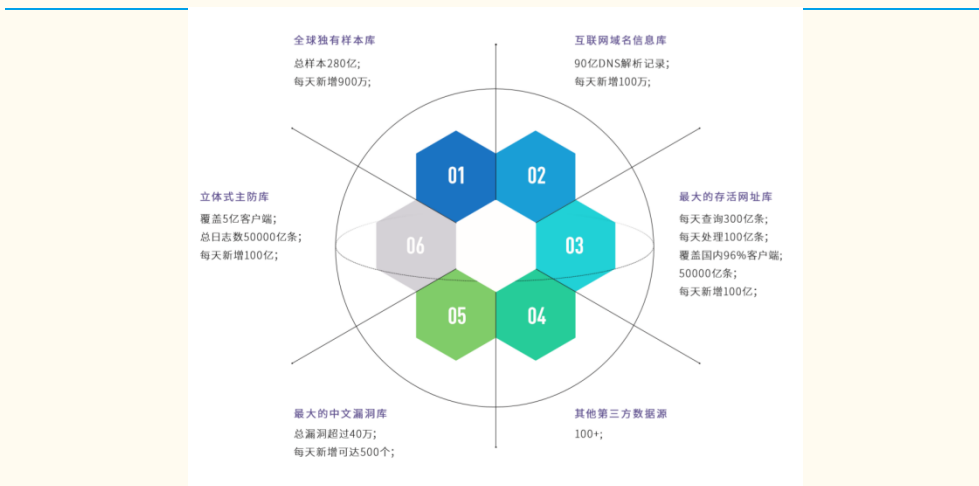 全球独有样本库
总样本280亿;
每天新增900万;
互联网域名信息库
90亿DNS解析记录;
每天新增100万;
01
02
立体式主防库
覆盖5亿客户端;
总日志数50000亿条;
每天新增100亿;
06
03
最大的存活网址库
每天查询300亿条;
每天处理100亿条;
覆盖国内96%客户端;
50000亿条;
每天新增100亿;
05
04
最大的中文漏洞库
总漏洞超过40万;
每天新增可达500个;
其他第三方数据源
100+;